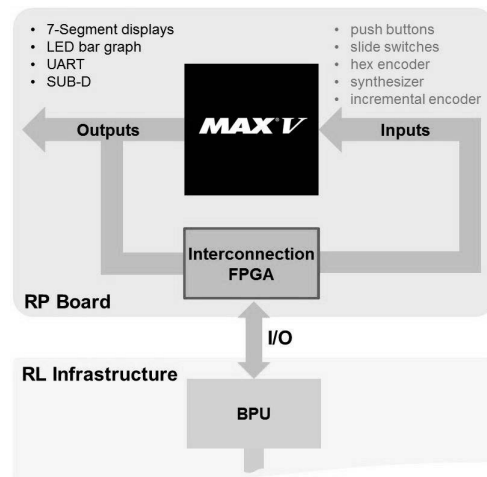 • 7-Segment displays
• LED bar graph
• UART
• SUB-D
• push buttons
• slide switches
• hex encoder
• synthesizer
• incremental encoder
Outputs
MAX®V
Inputs
Interconnection
FPGA
RP Board
I/O
RL Infrastructure
BPU